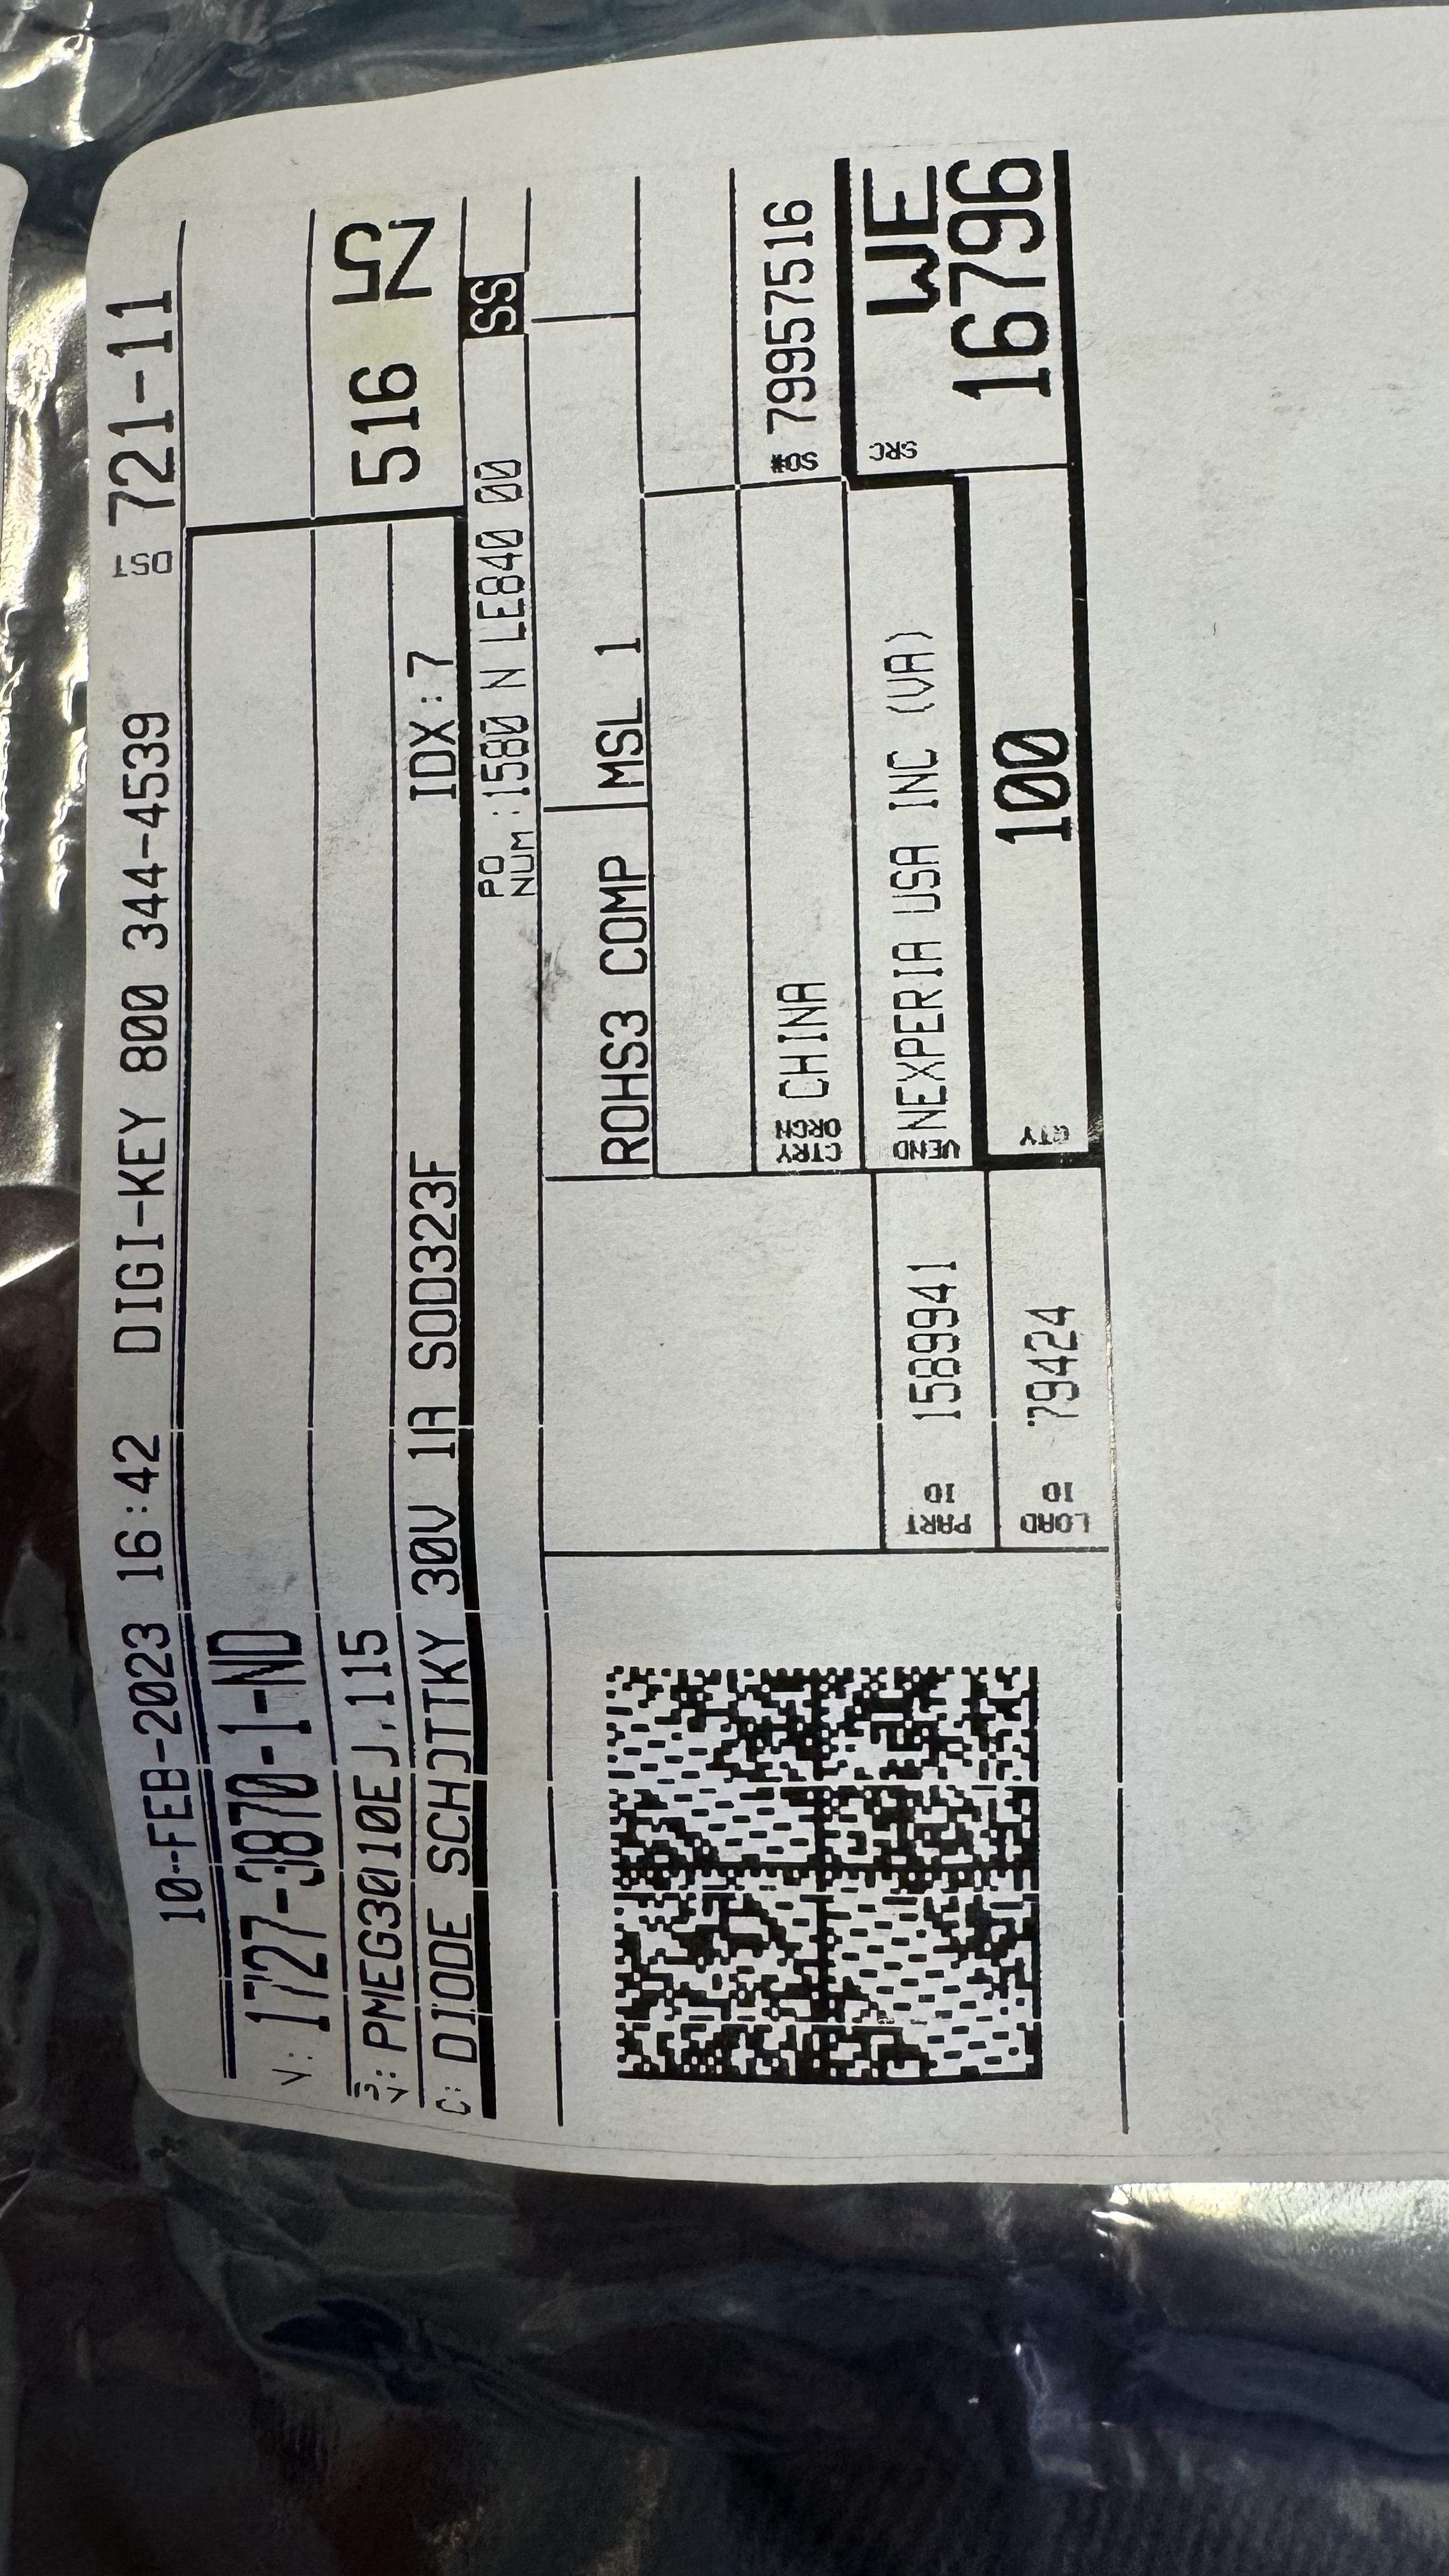 10-FEB-2023 16:42 DIGI-KEY 800 344-4539 DST 721-11
V: 1727-3870-1-ND
PMEG3010EJ,115
516 N5
C: DIODE SCHOTTKY 30V 1A SOD323F IDX:7
PO NUM :1580 N LE840 00 SS
ROHS3 COMP MSL 1
CTRY ORGN CHINA SO# 79957516
PART ID 1589941 VEND NEXPERIA USA INC (VA) SRC WE
LOAD ID 79424 QTY 100 16796